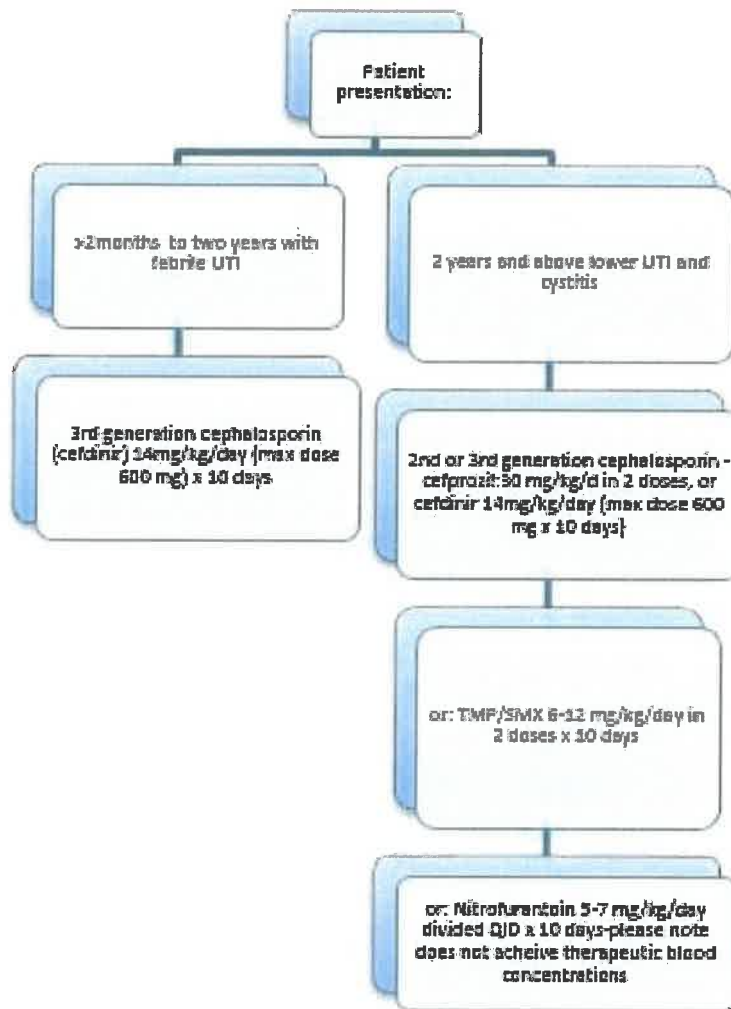 Patient
presentation:
>2months to two years with
febrile UTI
2 years and above lower UTI and
cystitis
3rd generation cephalosporin
(cefdinir) 14mg/kg/day (max dose
600 mg) x 10 days
2nd or 3rd generation cephalosporin -
cefprozil:30 mg/kg/d in 2 doses, or
cefdinir 14mg/kg/day (max dose 600
mg x 10 days)
or: TMP/SMX 6-12 mg/kg/day in
2 doses x 10 days
or: Nitrofurantoin 5-7 mg/kg/day
divided QID x 10 days-please note
does not acheive therapeutic blood
concentrations